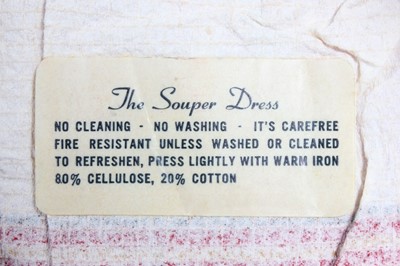 The Souper Dress
NO CLEANING - NO WASHING - IT'S CAREFREE
FIRE RESISTANT UNLESS WASHED OR CLEANED
TO REFRESHEN, PRESS LIGHTLY WITH WARM IRON
80% CELLULOSE, 20% COTTON